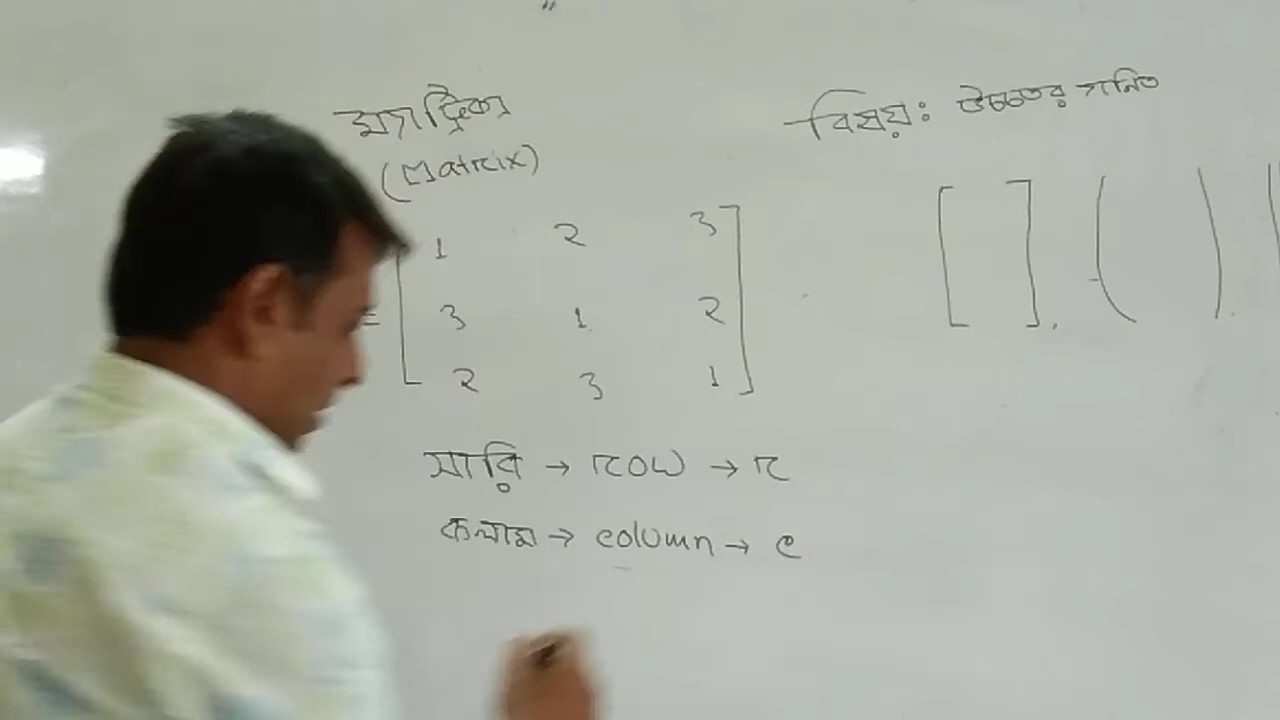 ম্যাট্রিক্স
(Matrix)
= [ 1 2 3
3 1 2
2 3 1 ]
সারি → row → r
কলাম → column → c
বিষয়: উচ্চতর গনিত
[ ], ( ),